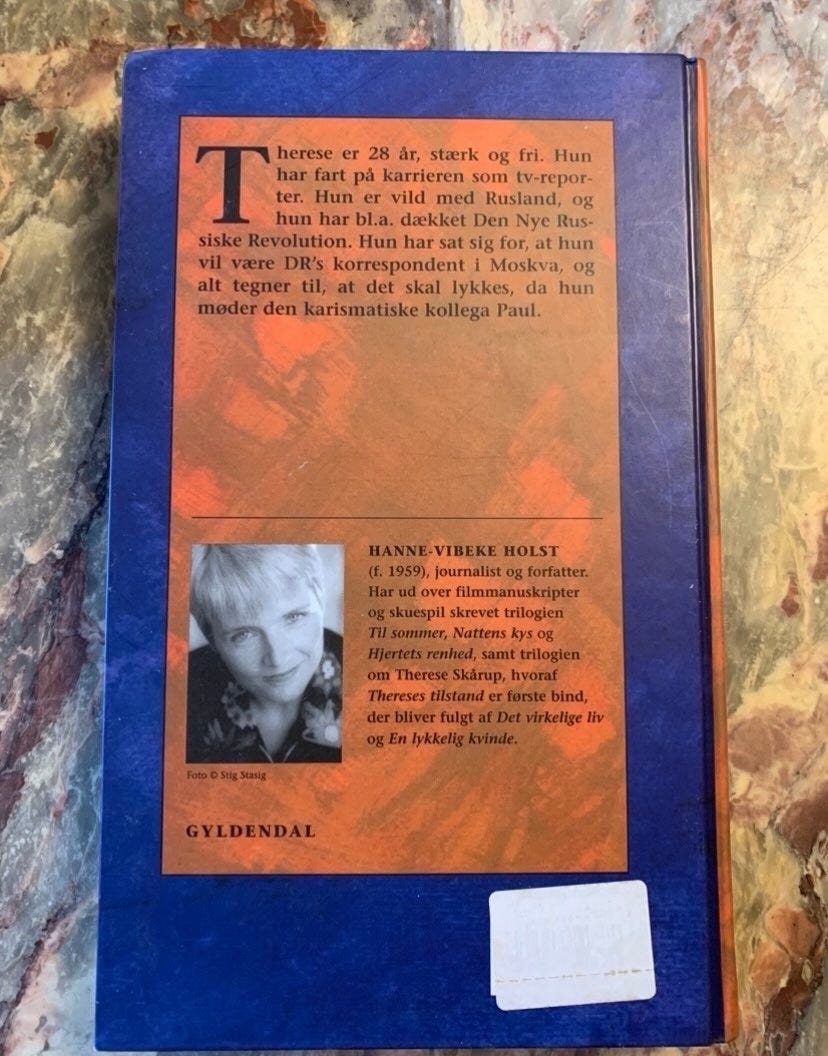 Therese er 28 år, stærk og fri. Hun
har fart på karrieren som tv-repor-
ter. Hun er vild med Rusland, og
hun har bl.a. dækket Den Nye Rus-
siske Revolution. Hun har sat sig for, at hun
vil være DR's korrespondent i Moskva, og
alt tegner til, at det skal lykkes, da hun
møder den karismatiske kollega Paul.
HANNE-VIBEKE HOLST
(f. 1959), journalist og forfatter.
Har ud over filmmanuskripter
og skuespil skrevet trilogien
Til sommer, Nattens kys og
Hjertets renhed, samt trilogien
om Therese Skårup, hvoraf
Thereses tilstand er første bind,
der bliver fulgt af Det virkelige liv
og En lykkelig kvinde.
Foto © Stig Stasig
GYLDENDAL